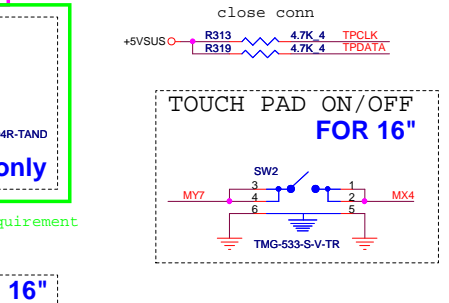 close conn
+5VSUS
R313 4.7K_4 TPCLK
R319 4.7K_4 TPDATA
TOUCH PAD ON/OFF
FOR 16"
4R-TAND
only
SW2
3 1
MY7 4 2 MX4
6 5
TMG-533-S-V-TR
quirement
16"